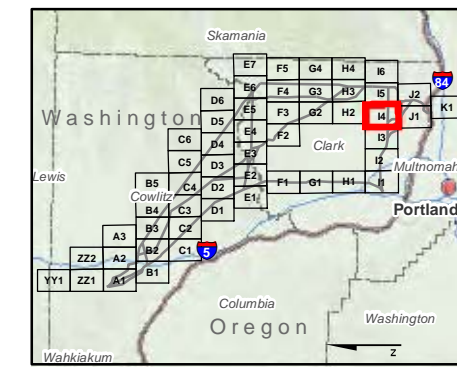 Skamania
E7 F5 G4 H4 I6
84
E6 F4 G3 H3 I5 J2
D6 K1
Washington
E5 F3 G2 H2 I4 J1
D5
C6 E4 F2 Clark I3
D4
Lewis
C5 E3 I2 Multnomah
D3
B5 Cowlitz C4 D2 E2 F1 G1 H1 I1
B4 C3 D1 E1 Portland
A3 B3 C2
ZZ2 A2 B2 C1 5
YY1 ZZ1 A1 B1
Columbia
Oregon
Washington
Wahkiakum
z